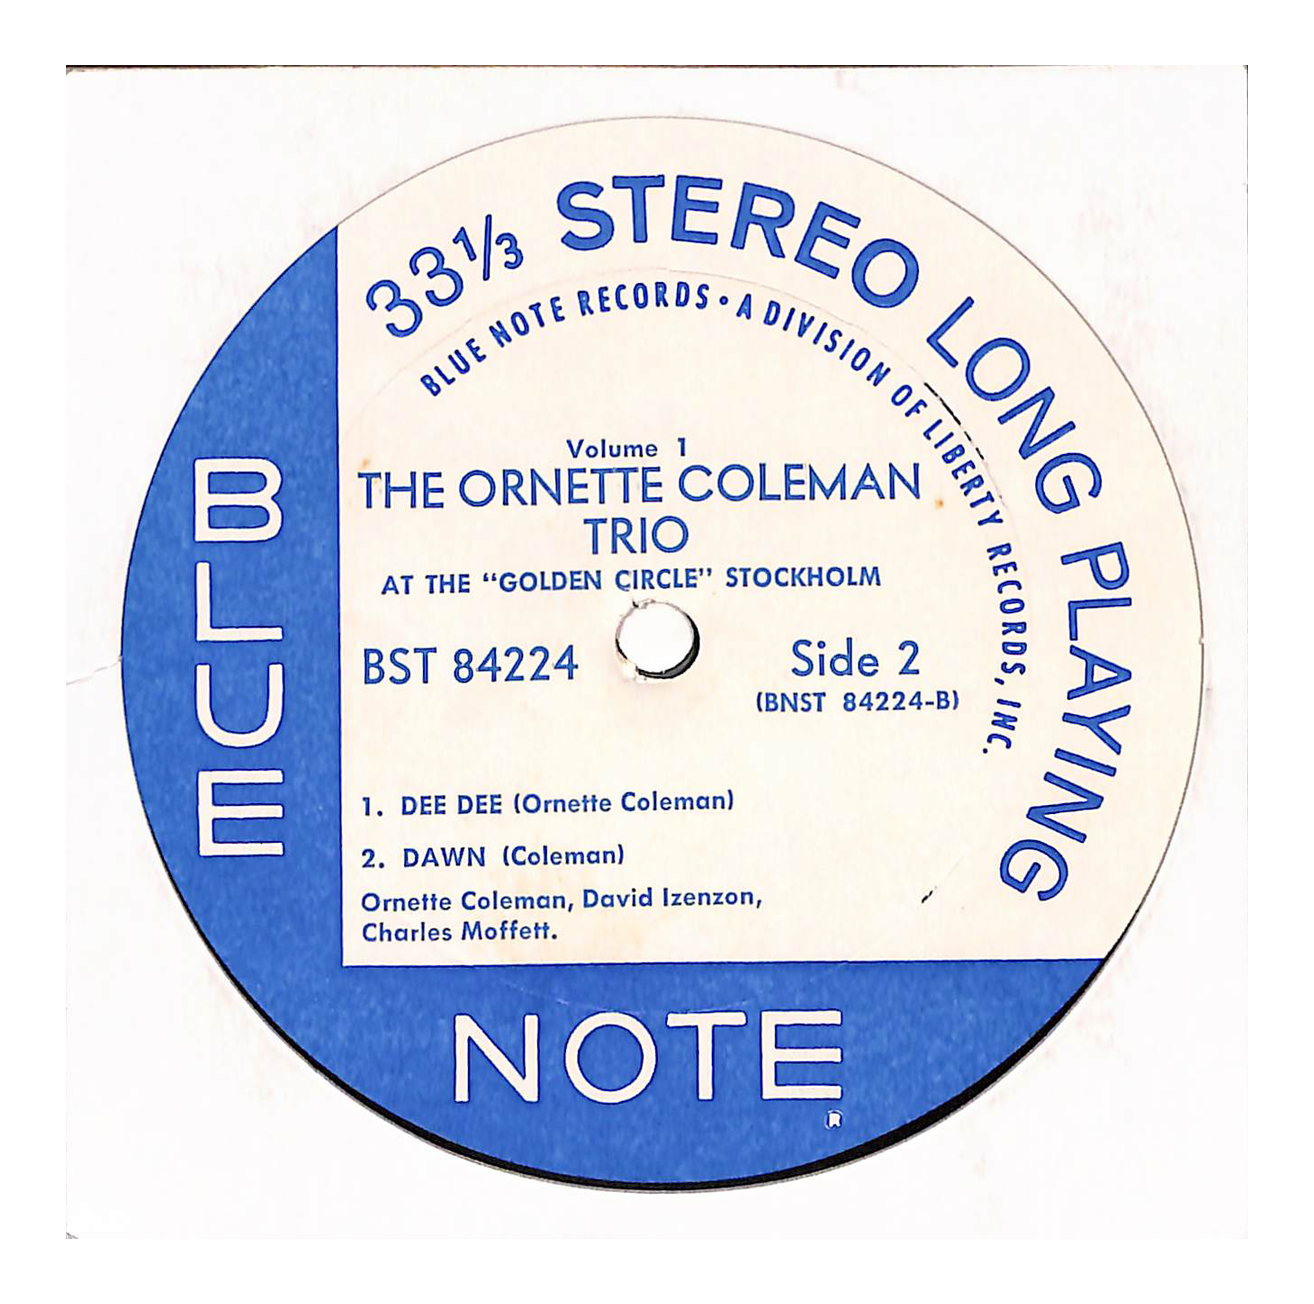 33⅓ STEREO LONG PLAYING
BLUE NOTE RECORDS • A DIVISION OF LIBERTY RECORDS, INC.
Volume 1
THE ORNETTE COLEMAN
TRIO
AT THE “GOLDEN CIRCLE” STOCKHOLM
BST 84224
Side 2
(BNST 84224-B)
1. DEE DEE (Ornette Coleman)
2. DAWN (Coleman)
Ornette Coleman, David Izenzon,
Charles Moffett.
BLUE
NOTE
®